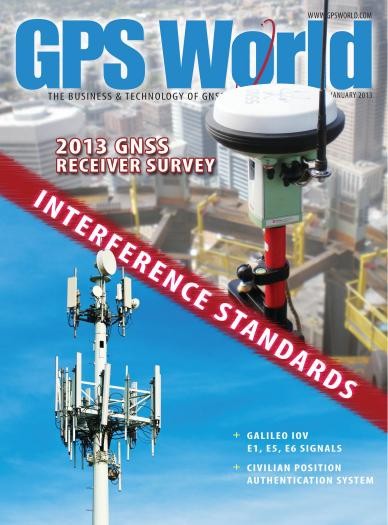 WWW.GPSWORLD.COM
GPS World
THE BUSINESS & TECHNOLOGY OF GNSS
JANUARY 2013
2013 GNSS
RECEIVER SURVEY
INTERFERENCE STANDARDS
+ GALILEO IOV
E1, E5, E6 SIGNALS
+ CIVILIAN POSITION
AUTHENTICATION SYSTEM